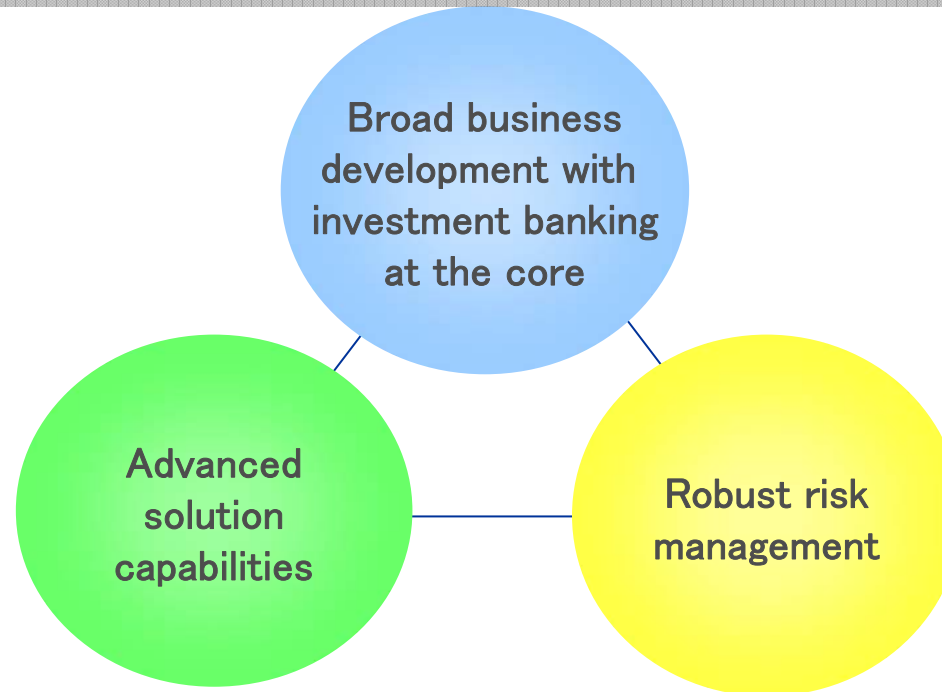 Broad business
development with
investment banking
at the core
Advanced
solution
capabilities
Robust risk
management